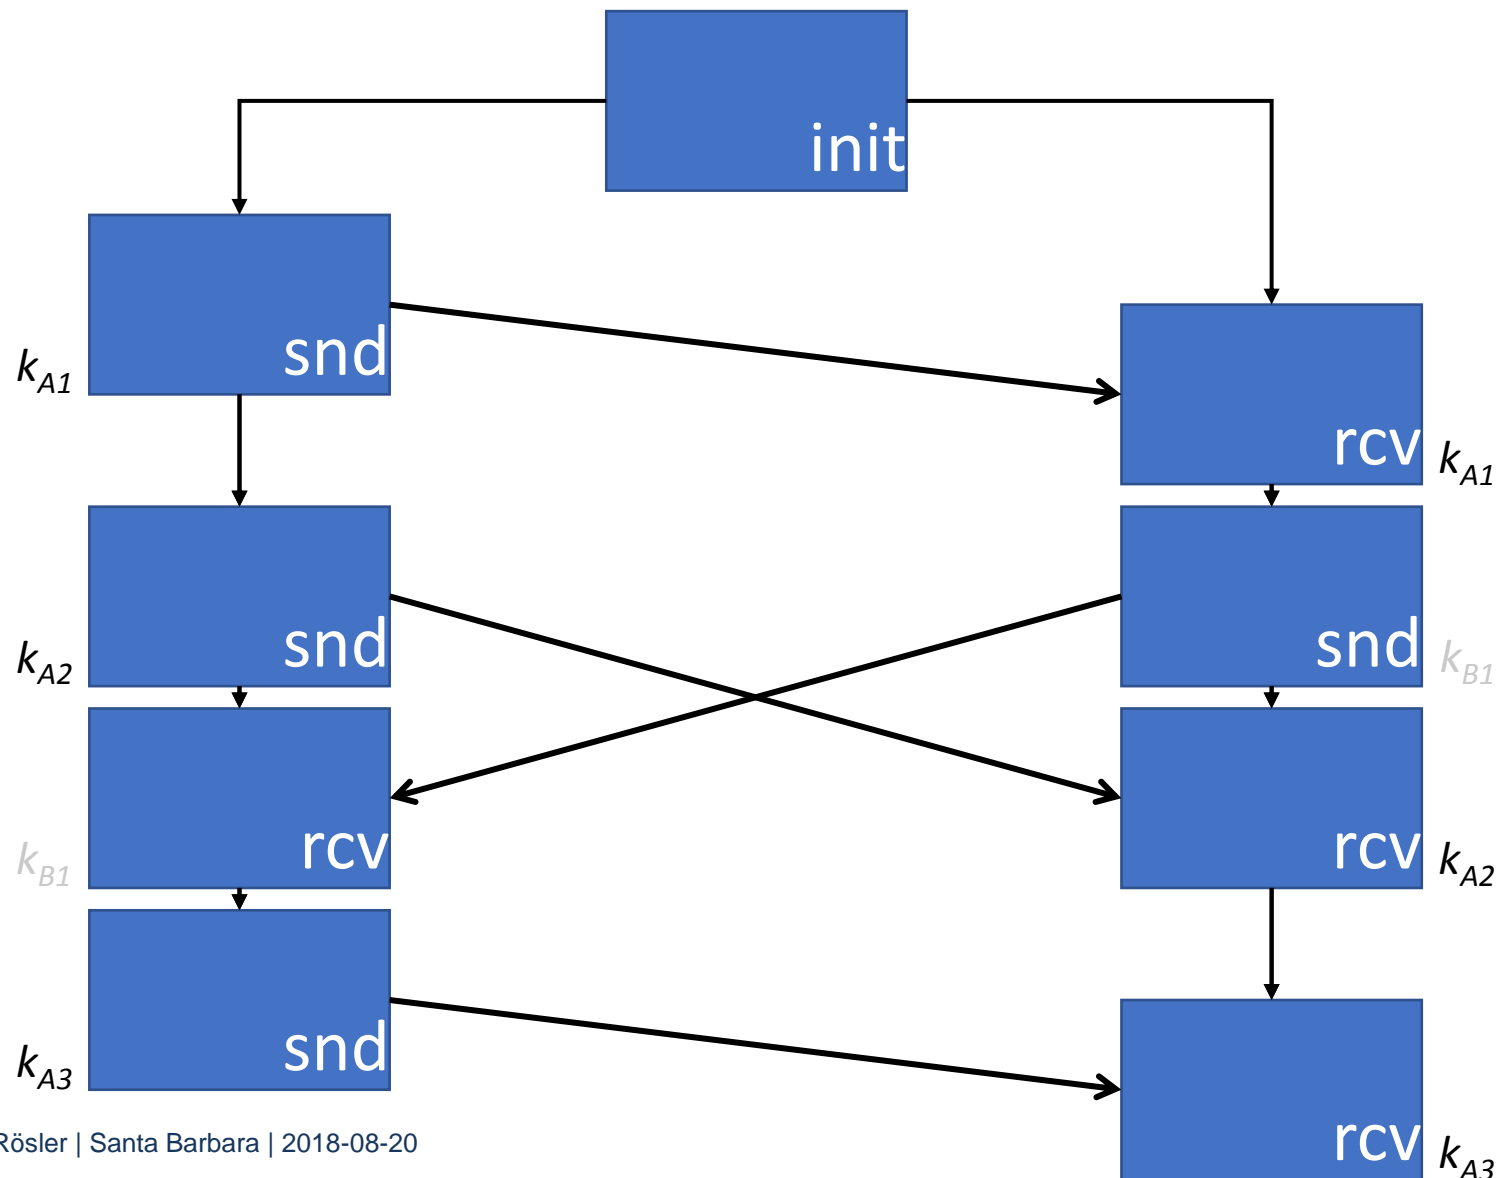 init
snd
k_A1
rcv
k_A1
snd
k_A2
snd
k_B1
rcv
k_B1
rcv
k_A2
snd
k_A3
Rösler | Santa Barbara | 2018-08-20
rcv
k_A3